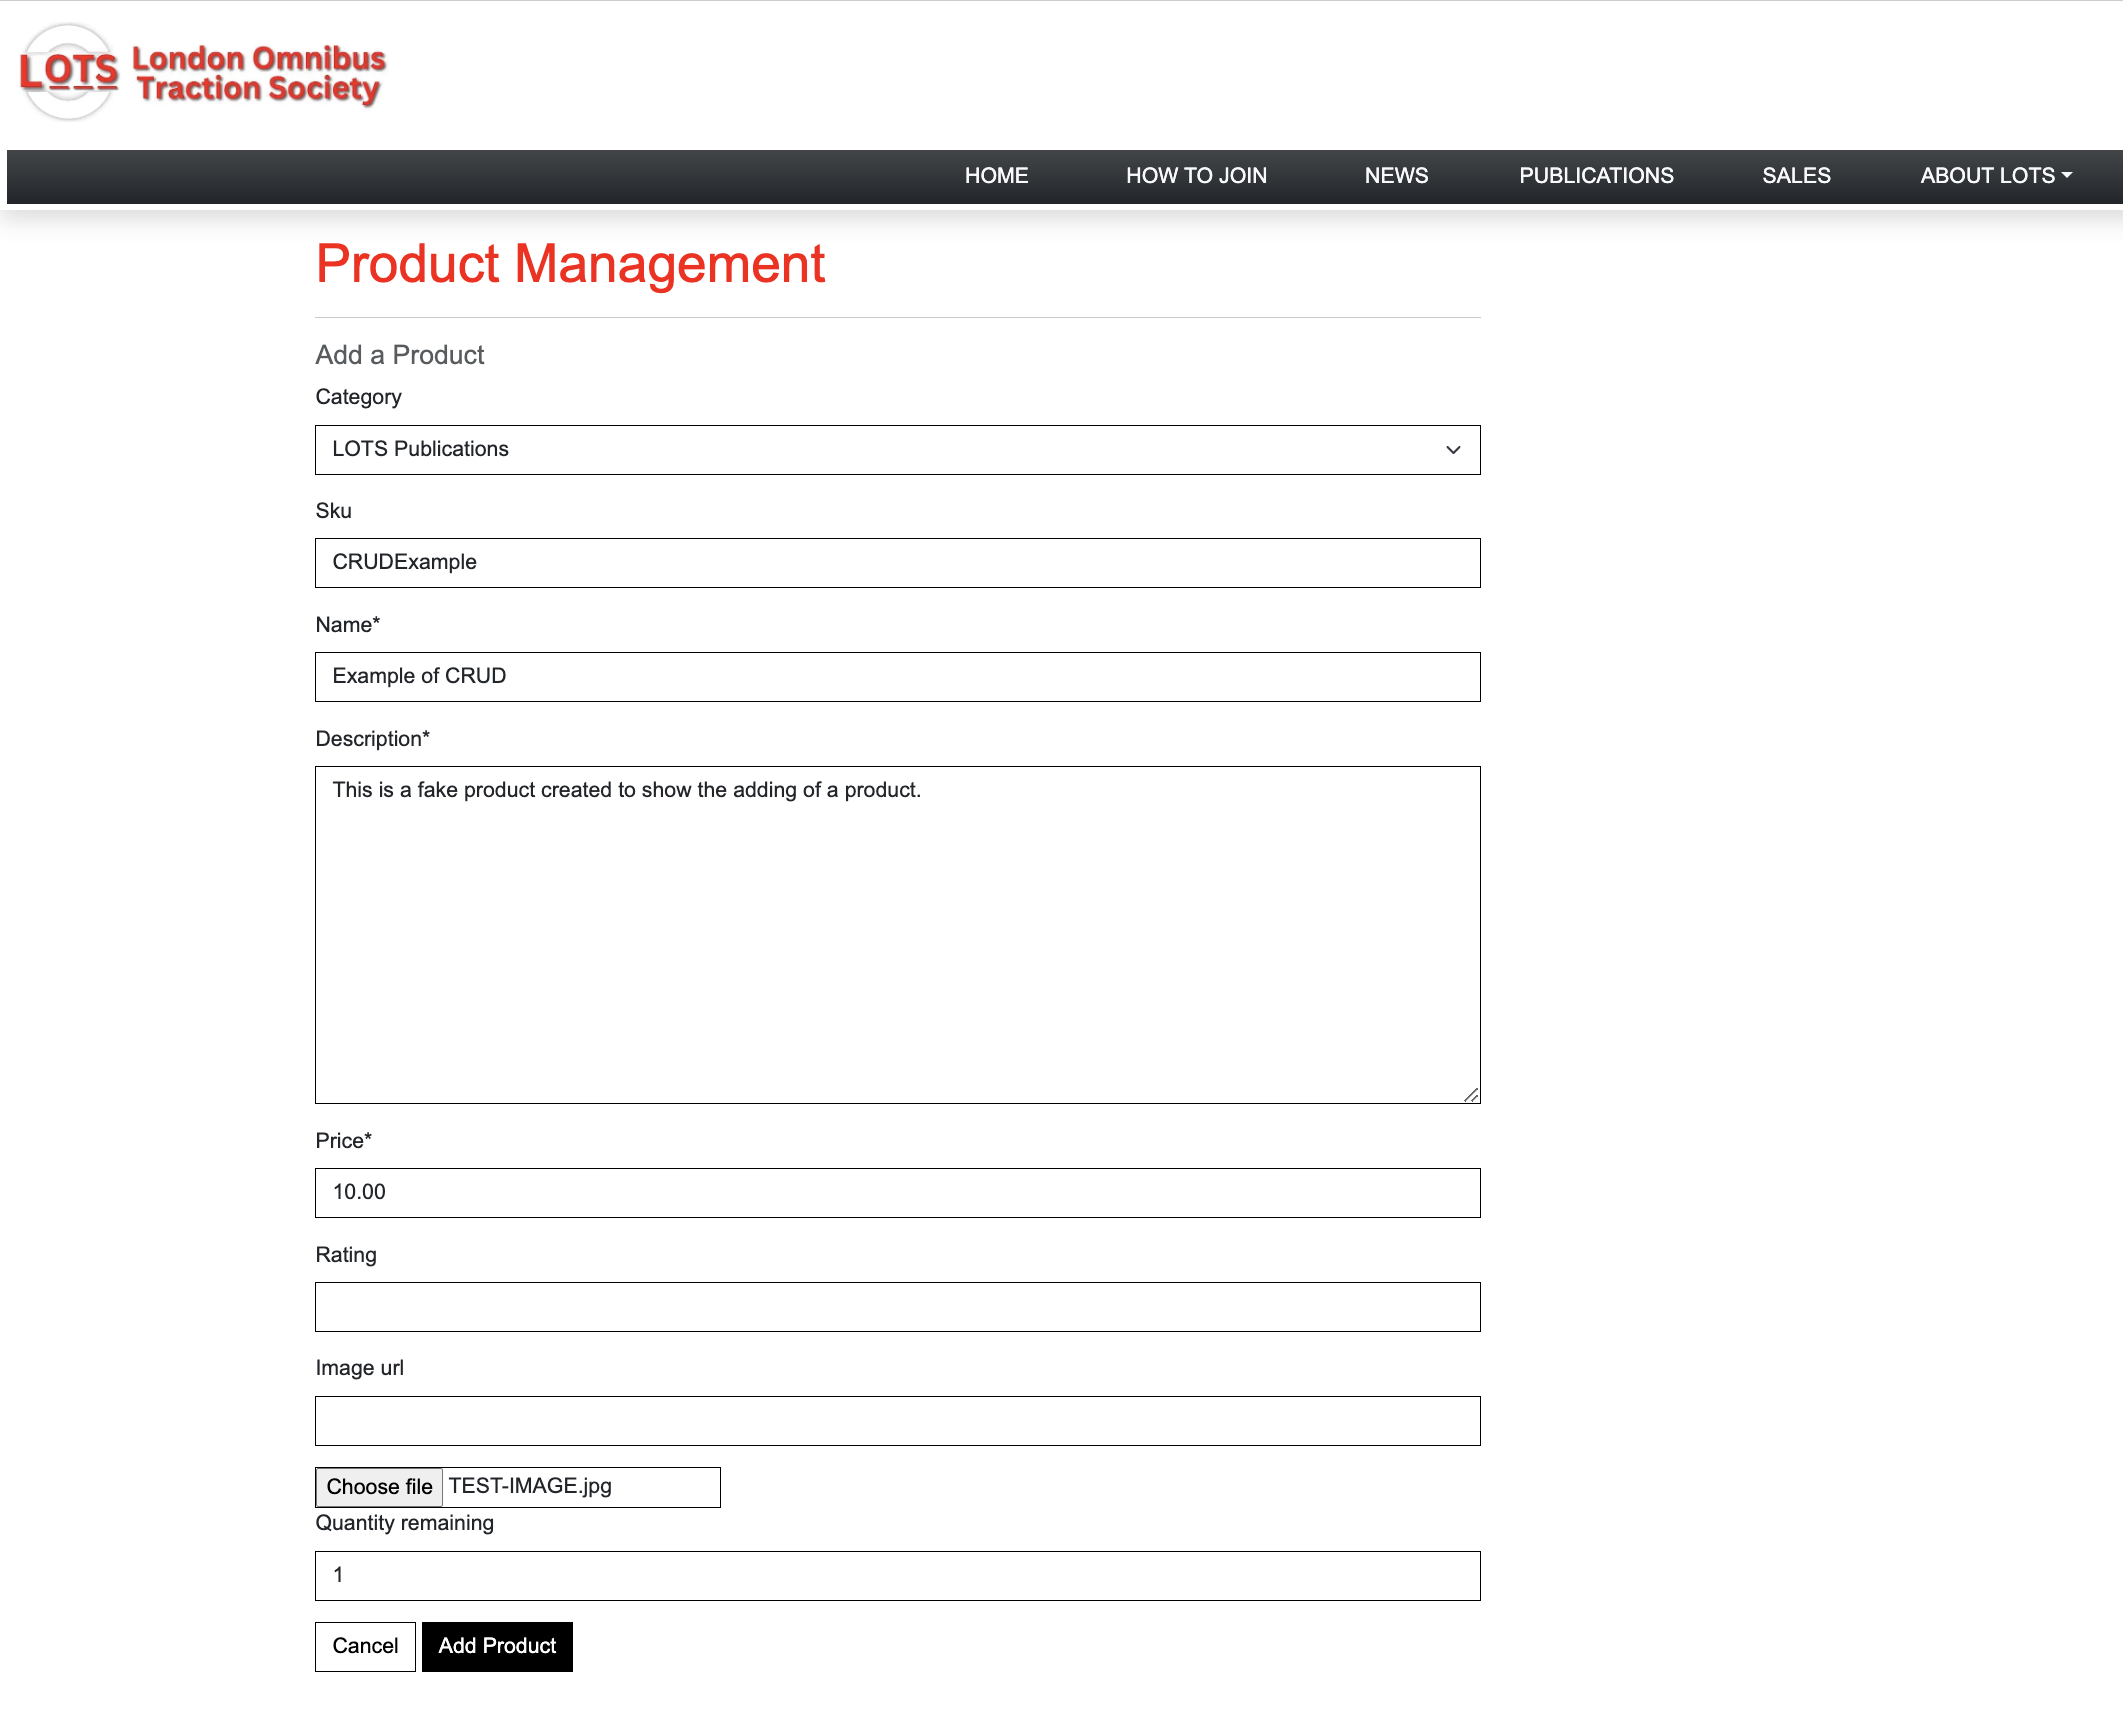 LOTS London Omnibus
Traction Society
HOME HOW TO JOIN NEWS PUBLICATIONS SALES ABOUT LOTS
Product Management
Add a Product
Category
LOTS Publications
Sku
CRUDExample
Name*
Example of CRUD
Description*
This is a fake product created to show the adding of a product.
Price*
10.00
Rating
Image url
Choose file TEST-IMAGE.jpg
Quantity remaining
1
Cancel Add Product